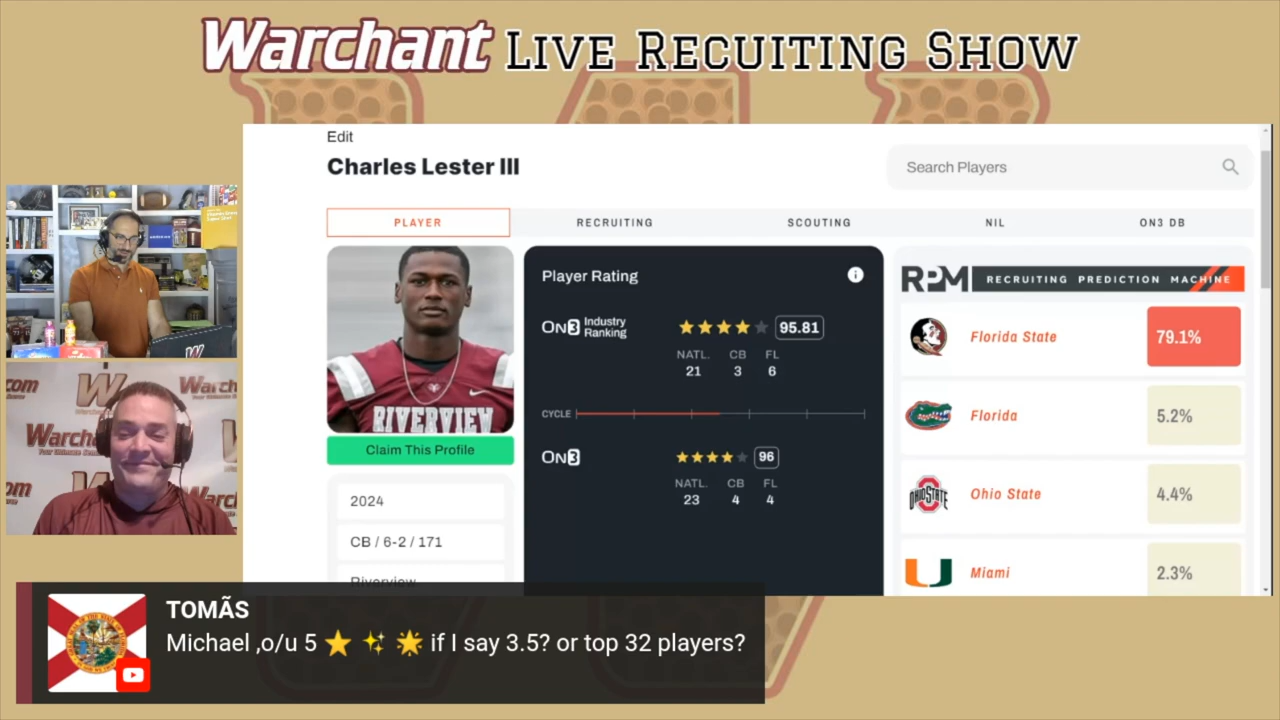 Warchant LIVE RECUITING SHOW
Edit
Charles Lester III
Search Players
PLAYER
RECRUITING
SCOUTING
NIL
ON3 DB
RIVERVIEW
Claim This Profile
2024
CB / 6-2 / 171
Riverview
Player Rating
ON3 Industry Ranking
95.81
NATL. CB FL
21 3 6
CYCLE
ON3
96
NATL. CB FL
23 4 4
RPM RECRUITING PREDICTION MACHINE
Florida State 79.1%
Florida 5.2%
OHIO STATE
Ohio State 4.4%
Miami 2.3%
W
Warchant
TOMÃS
Michael ,o/u 5 ⭐ ✨ 🌟 if I say 3.5? or top 32 players?